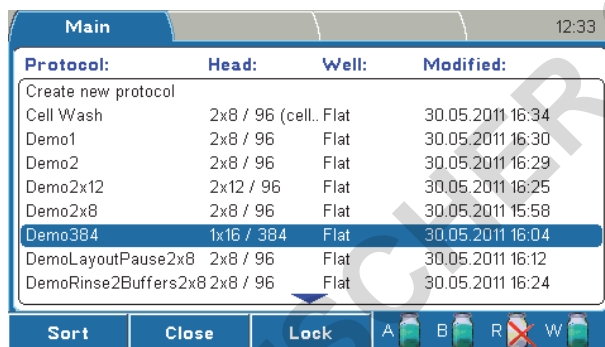 Main 12:33
Protocol: Head: Well: Modified:
Create new protocol
Cell Wash 2x8 / 96 (cell.. Flat 30.05.2011 16:34
Demo1 2x8 / 96 Flat 30.05.2011 16:30
Demo2 2x8 / 96 Flat 30.05.2011 16:29
Demo2x12 2x12 / 96 Flat 30.05.2011 16:25
Demo2x8 2x8 / 96 Flat 30.05.2011 15:58
Demo384 1x16 / 384 Flat 30.05.2011 16:04
DemoLayoutPause2x8 2x8 / 96 Flat 30.05.2011 16:12
DemoRinse2Buffers2x8 2x8 / 96 Flat 30.05.2011 16:24
Sort Close Lock A B R W